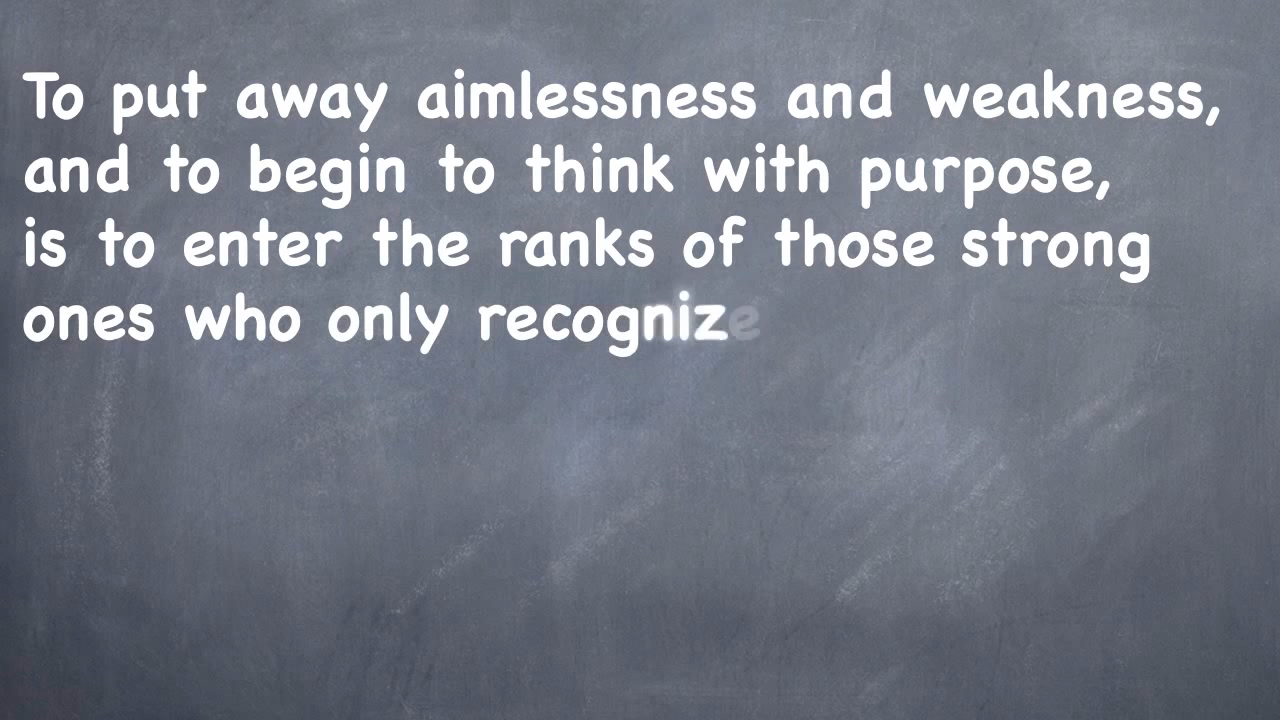 To put away aimlessness and weakness,
and to begin to think with purpose,
is to enter the ranks of those strong
ones who only recognize